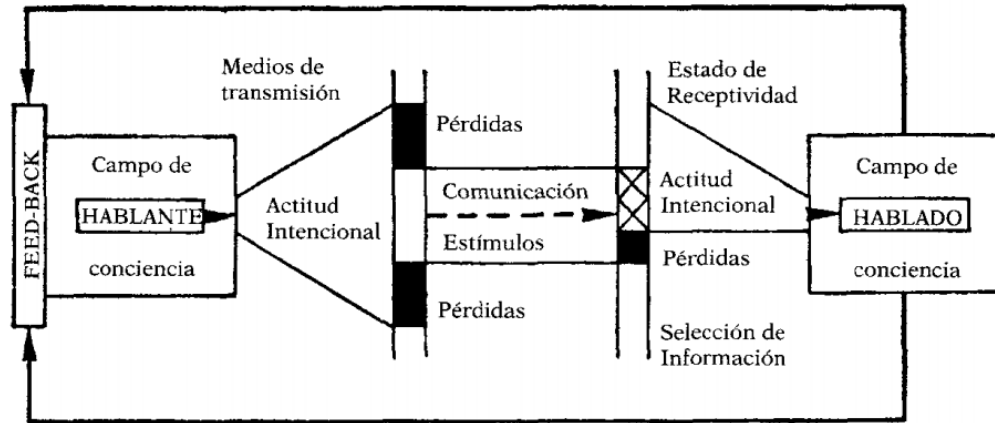 FEED-BACK
Campo de
HABLANTE
conciencia
Medios de
transmisión
Actitud
Intencional
Pérdidas
Comunicación
Estímulos
Pérdidas
Estado de
Receptividad
Actitud
Intencional
Pérdidas
Selección de
Información
Campo de
HABLADO
conciencia